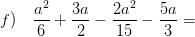 f) a²/6 + 3a/2 − 2a²/15 − 5a/3 =